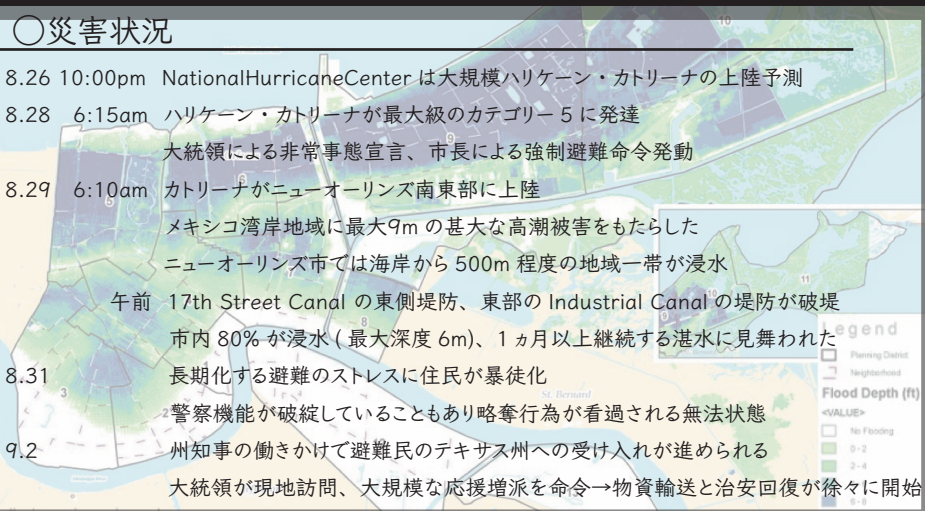 ○災害状況
8.26 10:00pm NationalHurricaneCenter は大規模ハリケーン・カトリーナの上陸予測
8.28 6:15am ハリケーン・カトリーナが最大級のカテゴリー 5 に発達
大統領による非常事態宣言、市長による強制避難命令発動
8.29 6:10am カトリーナがニューオーリンズ南東部に上陸
メキシコ湾岸地域に最大9m の甚大な高潮被害をもたらした
ニューオーリンズ市では海岸から 500m 程度の地域一帯が浸水
午前 17th Street Canal の東側堤防、東部の Industrial Canal の堤防が破堤
市内 80% が浸水 ( 最大深度 6m)、1 ヵ月以上継続する湛水に見舞われた
8.31 長期化する避難のストレスに住民が暴徒化
警察機能が破綻していることもあり略奪行為が看過される無法状態
9.2 州知事の働きかけで避難民のテキサス州への受け入れが進められる
大統領が現地訪問、大規模な応援増派を命令→物資輸送と治安回復が徐々に開始
10
9
5
11
8
3
2
St. Bernard
Legend
Planning District
Neighborhood
Flood Depth (ft)
<VALUE>
No Flooding
0 - 2
2 - 4
6 - 8